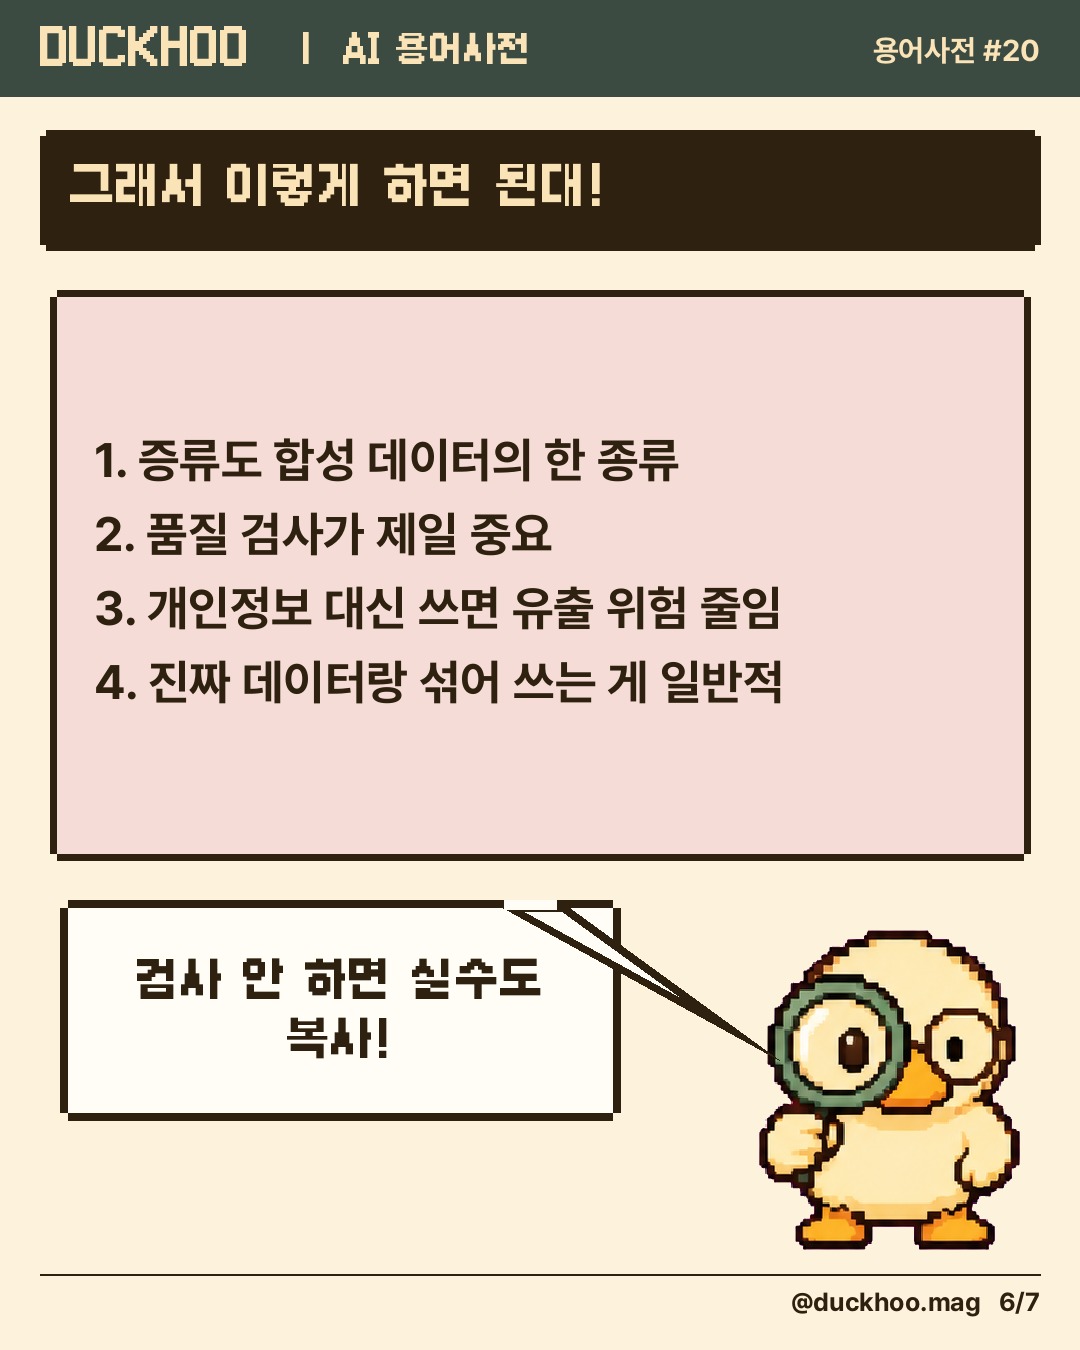 DUCKHOO | AI 용어사전
용어사전 #20
그래서 이렇게 하면 된대!
1. 증류도 합성 데이터의 한 종류
2. 품질 검사가 제일 중요
3. 개인정보 대신 쓰면 유출 위험 줄임
4. 진짜 데이터랑 섞어 쓰는 게 일반적
검사 안 하면 실수도
복사!
@duckhoo.mag 6/7